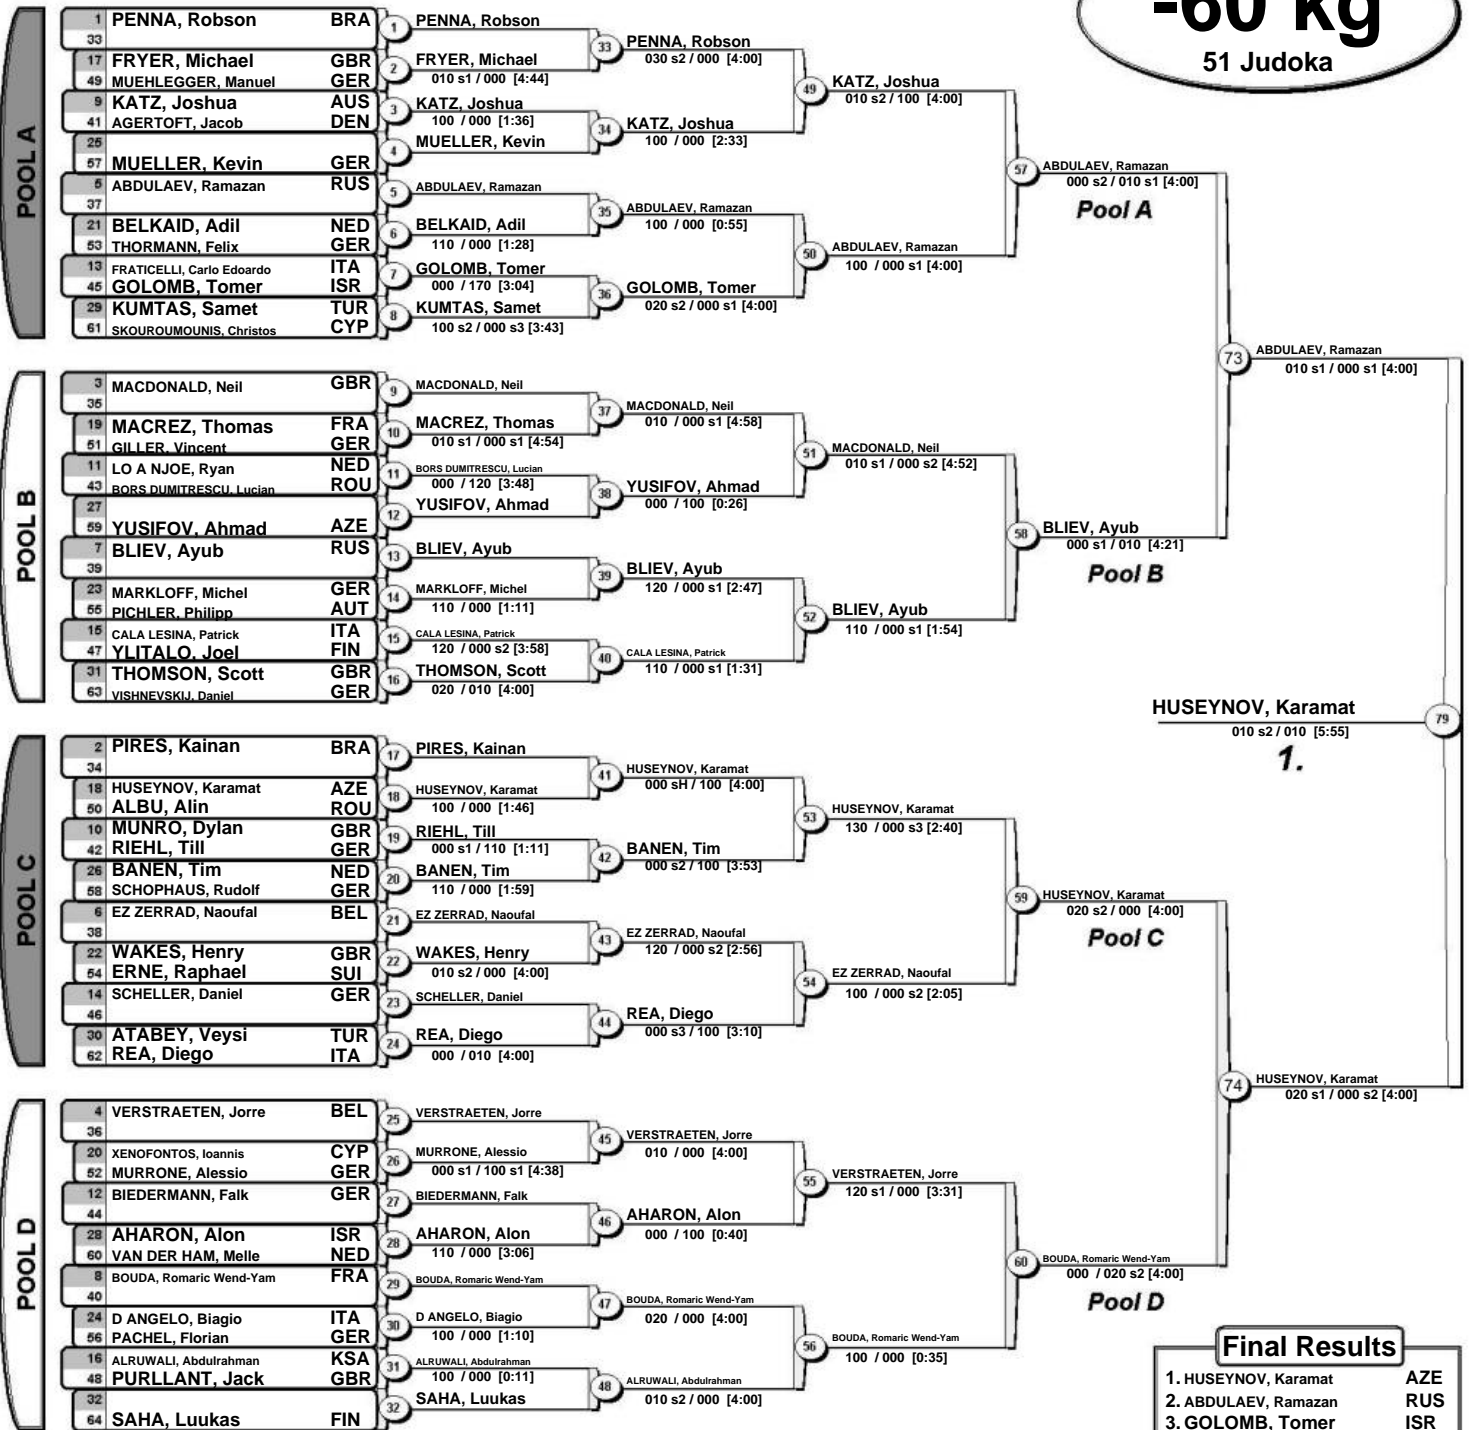 -60 kg
51 Judoka
POOL A
1 PENNA, Robson BRA
33
17 FRYER, Michael GBR
49 MUEHLEGGER, Manuel GER
9 KATZ, Joshua AUS
41 AGERTOFT, Jacob DEN
25
57 MUELLER, Kevin GER
5 ABDULAEV, Ramazan RUS
37
21 BELKAID, Adil NED
53 THORMANN, Felix GER
13 FRATICELLI, Carlo Edoardo ITA
45 GOLOMB, Tomer ISR
29 KUMTAS, Samet TUR
61 SKOUROUMOUNIS, Christos CYP
1 PENNA, Robson
2 FRYER, Michael
010 s1 / 000 [4:44]
3 KATZ, Joshua
100 / 000 [1:36]
4 MUELLER, Kevin
5 ABDULAEV, Ramazan
6 BELKAID, Adil
110 / 000 [1:28]
7 GOLOMB, Tomer
000 / 170 [3:04]
8 KUMTAS, Samet
100 s2 / 000 s3 [3:43]
33 PENNA, Robson
030 s2 / 000 [4:00]
34 KATZ, Joshua
100 / 000 [2:33]
35 ABDULAEV, Ramazan
100 / 000 [0:55]
36 GOLOMB, Tomer
020 s2 / 000 s1 [4:00]
49 KATZ, Joshua
010 s2 / 100 [4:00]
50 ABDULAEV, Ramazan
100 / 000 s1 [4:00]
57 ABDULAEV, Ramazan
000 s2 / 010 s1 [4:00]
Pool A
POOL B
3 MACDONALD, Neil GBR
35
19 MACREZ, Thomas FRA
51 GILLER, Vincent GER
11 LO A NJOE, Ryan NED
43 BORS DUMITRESCU, Lucian ROU
27
59 YUSIFOV, Ahmad AZE
7 BLIEV, Ayub RUS
39
23 MARKLOFF, Michel GER
55 PICHLER, Philipp AUT
15 CALA LESINA, Patrick ITA
47 YLITALO, Joel FIN
31 THOMSON, Scott GBR
63 VISHNEVSKIJ, Daniel GER
9 MACDONALD, Neil
10 MACREZ, Thomas
010 s1 / 000 s1 [4:54]
11 BORS DUMITRESCU, Lucian
000 / 120 [3:48]
12 YUSIFOV, Ahmad
13 BLIEV, Ayub
14 MARKLOFF, Michel
110 / 000 [1:11]
15 CALA LESINA, Patrick
120 / 000 s2 [3:58]
16 THOMSON, Scott
020 / 010 [4:00]
37 MACDONALD, Neil
010 / 000 s1 [4:58]
38 YUSIFOV, Ahmad
000 / 100 [0:26]
39 BLIEV, Ayub
120 / 000 s1 [2:47]
40 CALA LESINA, Patrick
110 / 000 s1 [1:31]
51 MACDONALD, Neil
010 s1 / 000 s2 [4:52]
52 BLIEV, Ayub
110 / 000 s1 [1:54]
58 BLIEV, Ayub
000 s1 / 010 [4:21]
Pool B
73 ABDULAEV, Ramazan
010 s1 / 000 s1 [4:00]
HUSEYNOV, Karamat 79
010 s2 / 010 [5:55]
1.
POOL C
2 PIRES, Kainan BRA
34
18 HUSEYNOV, Karamat AZE
50 ALBU, Alin ROU
10 MUNRO, Dylan GBR
42 RIEHL, Till GER
26 BANEN, Tim NED
58 SCHOPHAUS, Rudolf GER
6 EZ ZERRAD, Naoufal BEL
38
22 WAKES, Henry GBR
54 ERNE, Raphael SUI
14 SCHELLER, Daniel GER
46
30 ATABEY, Veysi TUR
62 REA, Diego ITA
17 PIRES, Kainan
18 HUSEYNOV, Karamat
100 / 000 [1:46]
19 RIEHL, Till
000 s1 / 110 [1:11]
20 BANEN, Tim
110 / 000 [1:59]
21 EZ ZERRAD, Naoufal
22 WAKES, Henry
010 s2 / 000 [4:00]
23 SCHELLER, Daniel
24 REA, Diego
000 / 010 [4:00]
41 HUSEYNOV, Karamat
000 sH / 100 [4:00]
42 BANEN, Tim
000 s2 / 100 [3:53]
43 EZ ZERRAD, Naoufal
120 / 000 s2 [2:56]
44 REA, Diego
000 s3 / 100 [3:10]
53 HUSEYNOV, Karamat
130 / 000 s3 [2:40]
54 EZ ZERRAD, Naoufal
100 / 000 s2 [2:05]
59 HUSEYNOV, Karamat
020 s2 / 000 [4:00]
Pool C
POOL D
4 VERSTRAETEN, Jorre BEL
36
20 XENOFONTOS, Ioannis CYP
52 MURRONE, Alessio GER
12 BIEDERMANN, Falk GER
44
28 AHARON, Alon ISR
60 VAN DER HAM, Melle NED
8 BOUDA, Romaric Wend-Yam FRA
40
24 D ANGELO, Biagio ITA
56 PACHEL, Florian GER
16 ALRUWALI, Abdulrahman KSA
48 PURLLANT, Jack GBR
32
64 SAHA, Luukas FIN
25 VERSTRAETEN, Jorre
26 MURRONE, Alessio
000 s1 / 100 s1 [4:38]
27 BIEDERMANN, Falk
28 AHARON, Alon
110 / 000 [3:06]
29 BOUDA, Romaric Wend-Yam
30 D ANGELO, Biagio
100 / 000 [1:10]
31 ALRUWALI, Abdulrahman
100 / 000 [0:11]
32 SAHA, Luukas
45 VERSTRAETEN, Jorre
010 / 000 [4:00]
46 AHARON, Alon
000 / 100 [0:40]
47 BOUDA, Romaric Wend-Yam
020 / 000 [4:00]
48 ALRUWALI, Abdulrahman
010 s2 / 000 [4:00]
55 VERSTRAETEN, Jorre
120 s1 / 000 [3:31]
56 BOUDA, Romaric Wend-Yam
100 / 000 [0:35]
60 BOUDA, Romaric Wend-Yam
000 / 020 s2 [4:00]
Pool D
74 HUSEYNOV, Karamat
020 s1 / 000 s2 [4:00]
Final Results
1. HUSEYNOV, Karamat AZE
2. ABDULAEV, Ramazan RUS
3. GOLOMB, Tomer ISR